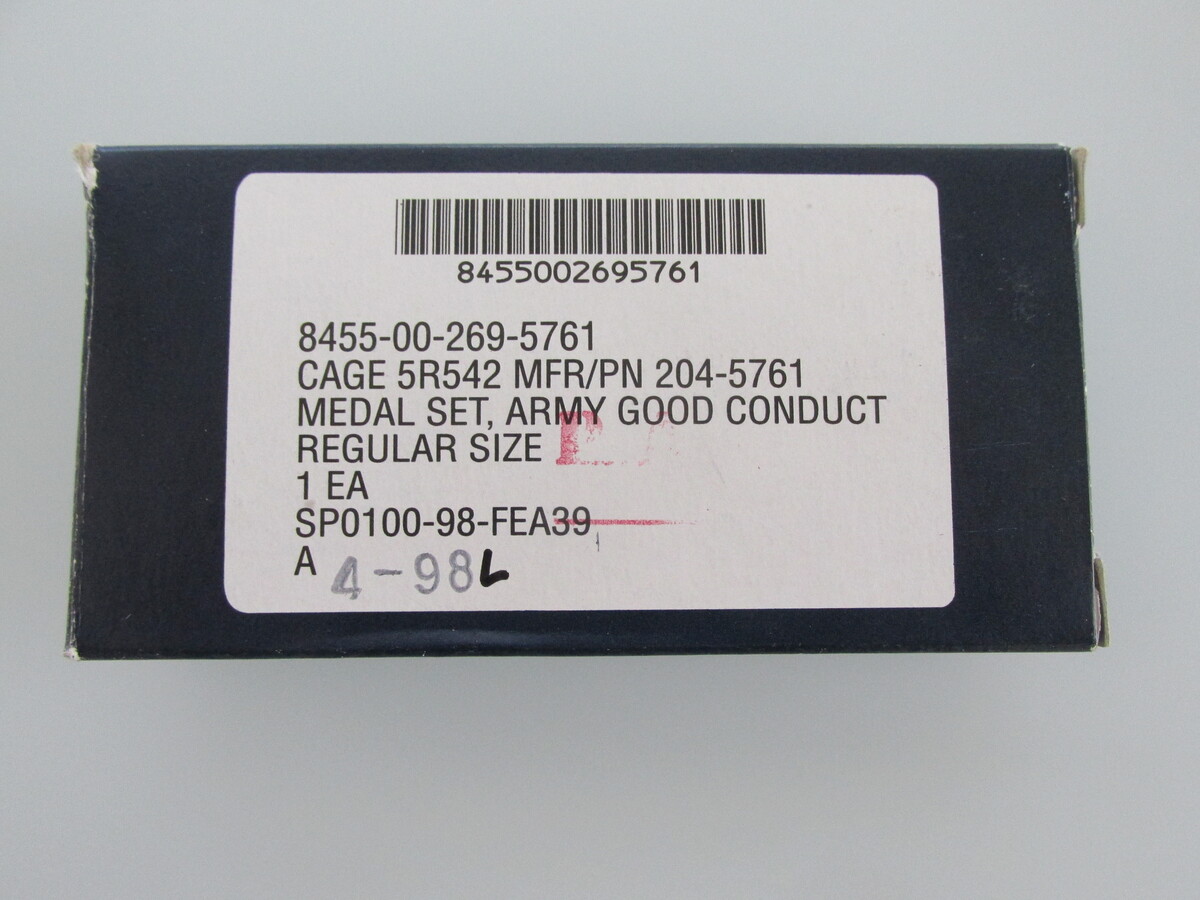 8455002695761
8455-00-269-5761
CAGE 5R542 MFR/PN 204-5761
MEDAL SET, ARMY GOOD CONDUCT
REGULAR SIZE
1 EA
SP0100-98-FEA39
A 4-98L